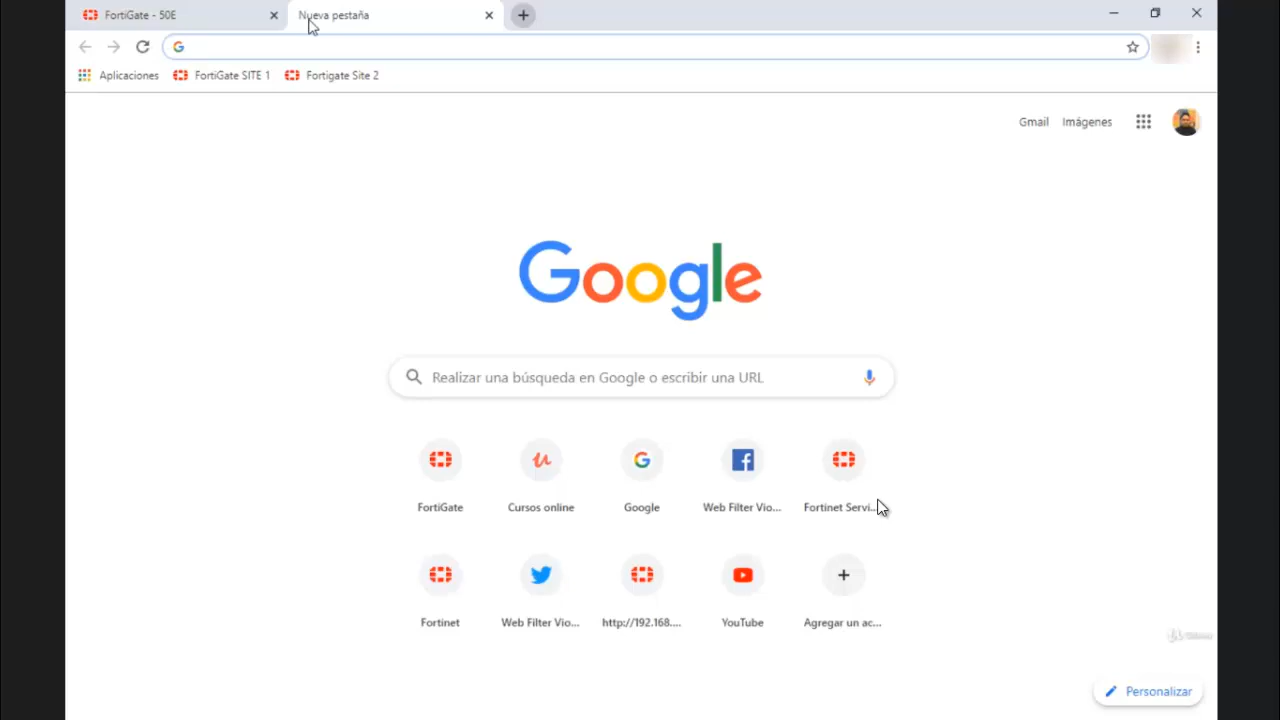 FortiGate - 50E
Nueva pestaña
Aplicaciones
FortiGate SITE 1
Fortigate Site 2
Gmail
Imágenes
Google
Realizar una búsqueda en Google o escribir una URL
FortiGate
Cursos online
Google
Web Filter Vio...
Fortinet Servi...
Fortinet
Web Filter Vio...
http://192.168....
YouTube
Agregar un ac...
Personalizar